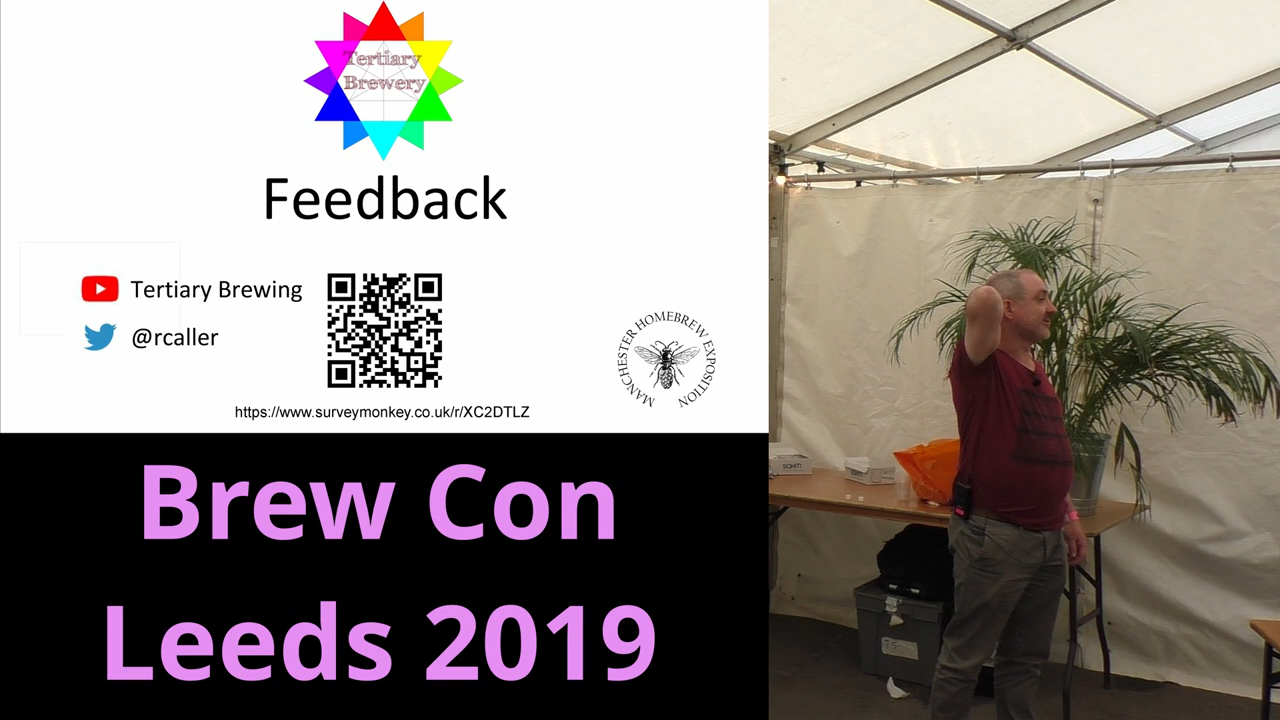 Tertiary
Brewery
Feedback
Tertiary Brewing
@rcaller
MANCHESTER HOMEBREW EXPOSITION
https://www.surveymonkey.co.uk/r/XC2DTLZ
Brew Con
Leeds 2019